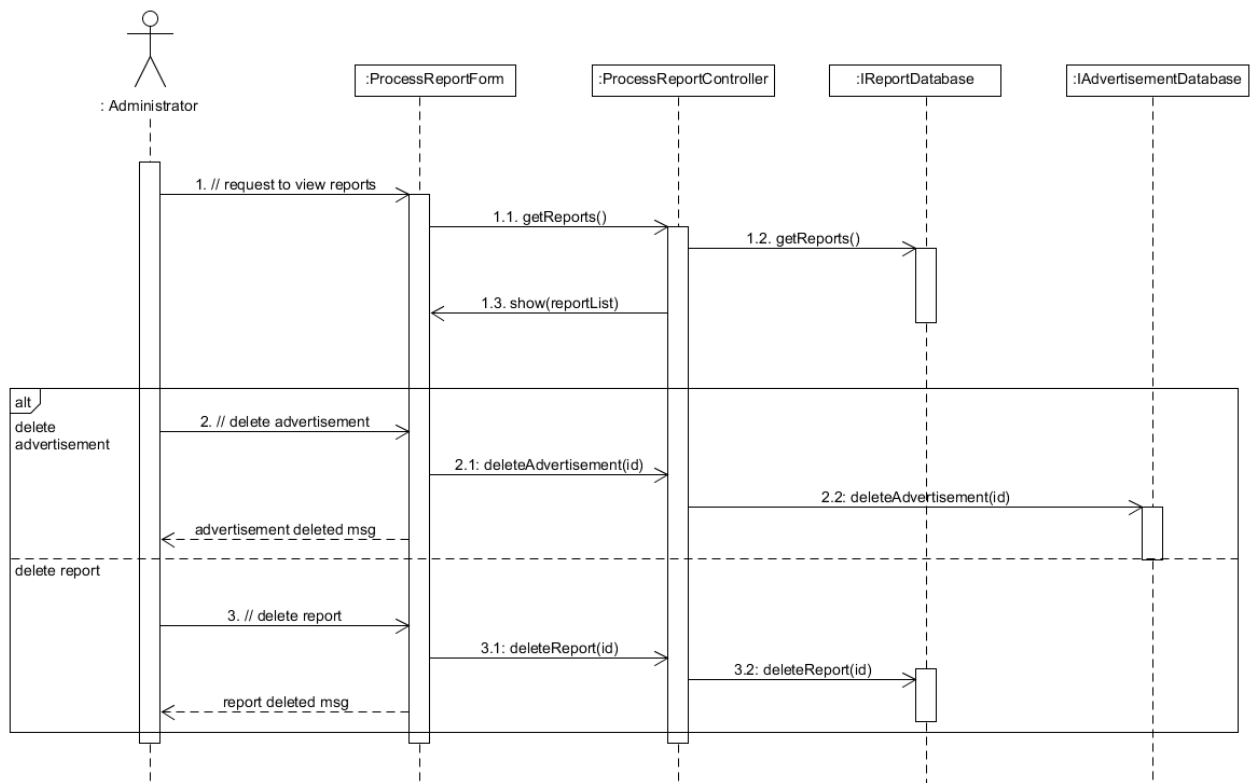 : Administrator
:ProcessReportForm
:ProcessReportController
:IReportDatabase
:IAdvertisementDatabase
1. // request to view reports
1.1. getReports()
1.2. getReports()
1.3. show(reportList)
alt
delete
advertisement
2. // delete advertisement
2.1: deleteAdvertisement(id)
2.2: deleteAdvertisement(id)
advertisement deleted msg
delete report
3. // delete report
3.1: deleteReport(id)
3.2: deleteReport(id)
report deleted msg